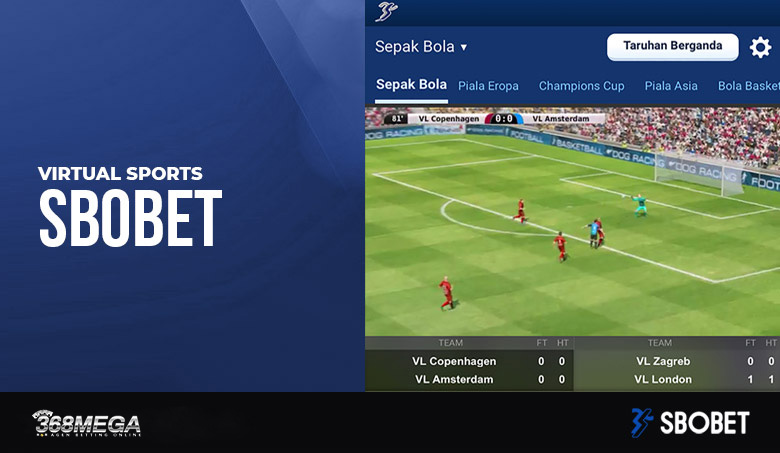 VIRTUAL SPORTS
SBOBET
Sepak Bola ▾
Taruhan Berganda
Sepak Bola Piala Eropa Champions Cup Piala Asia Bola Basket
81' VL Copenhagen 0:0 VL Amsterdam
DOG RACING FOOTBALL BASKETBALL DOG RACING DOG RACING FOOT
TEAM FT HT TEAM FT HT
VL Copenhagen 0 0 VL Zagreb 0 0
VL Amsterdam 0 0 VL London 1 1
368MEGA
AGEN BETTING ONLINE
SBOBET